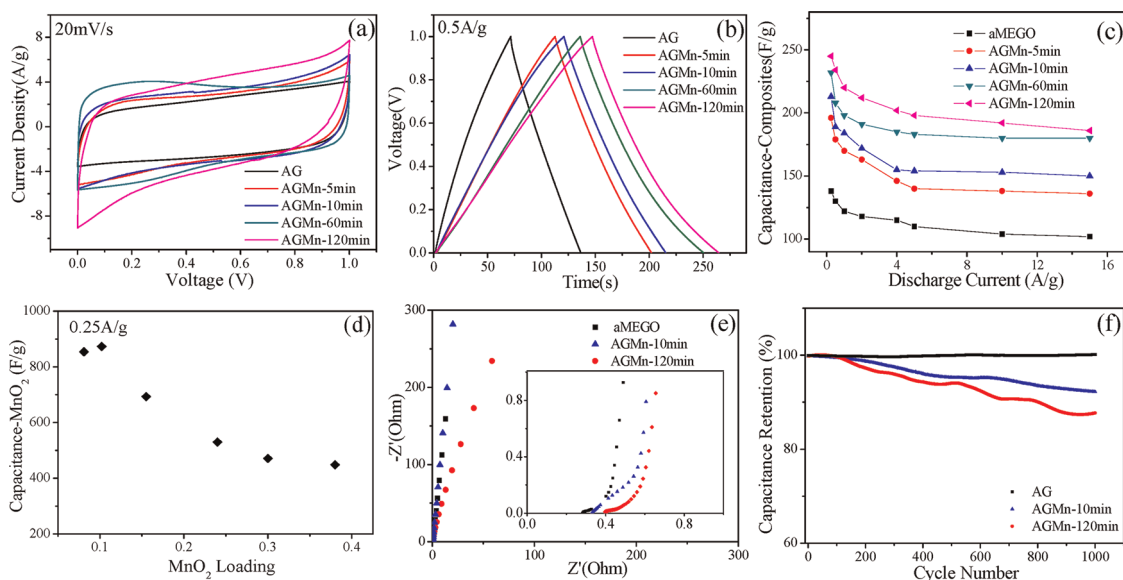 20mV/s
(a)
8
4
0
-4
-8
Current Density(A/g)
AG
AGMn-5min
AGMn-10min
AGMn-60min
AGMn-120min
0.0 0.2 0.4 0.6 0.8 1.0
Voltage (V)
0.5A/g
(b)
1.0
0.8
0.6
0.4
0.2
0.0
Voltage(V)
AG
AGMn-5min
AGMn-10min
AGMn-60min
AGMn-120min
0 50 100 150 200 250
Time(s)
(c)
250
200
150
100
Capacitance-Composites(F/g)
aMEGO
AGMn-5min
AGMn-10min
AGMn-60min
AGMn-120min
0 4 8 12 16
Discharge Current (A/g)
0.25A/g
(d)
1000
800
600
400
200
Capacitance-MnO₂ (F/g)
0.1 0.2 0.3 0.4
MnO₂ Loading
(e)
300
200
100
0
-Z'(Ohm)
aMEGO
AGMn-10min
AGMn-120min
0.8
0.4
0.0
0.0 0.4 0.8
0 100 200 300
Z'(Ohm)
(f)
100
90
80
Capacitance Retention (%)
AG
AGMn-10min
AGMn-120min
0 200 400 600 800 1000
Cycle Number